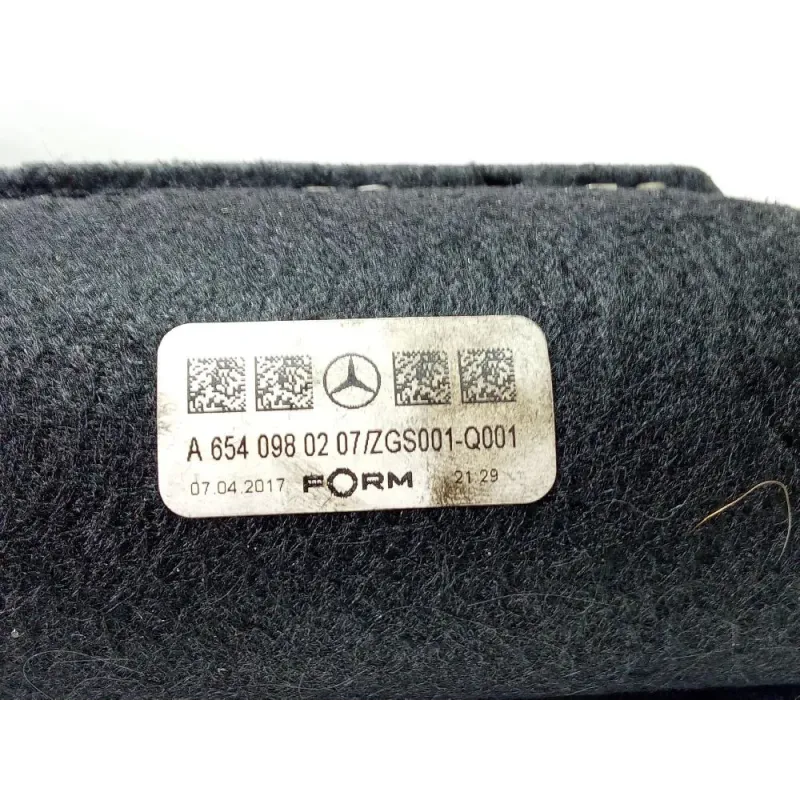 A 654 098 02 07/ZGS001-Q001
07.04.2017 FORM 21 29